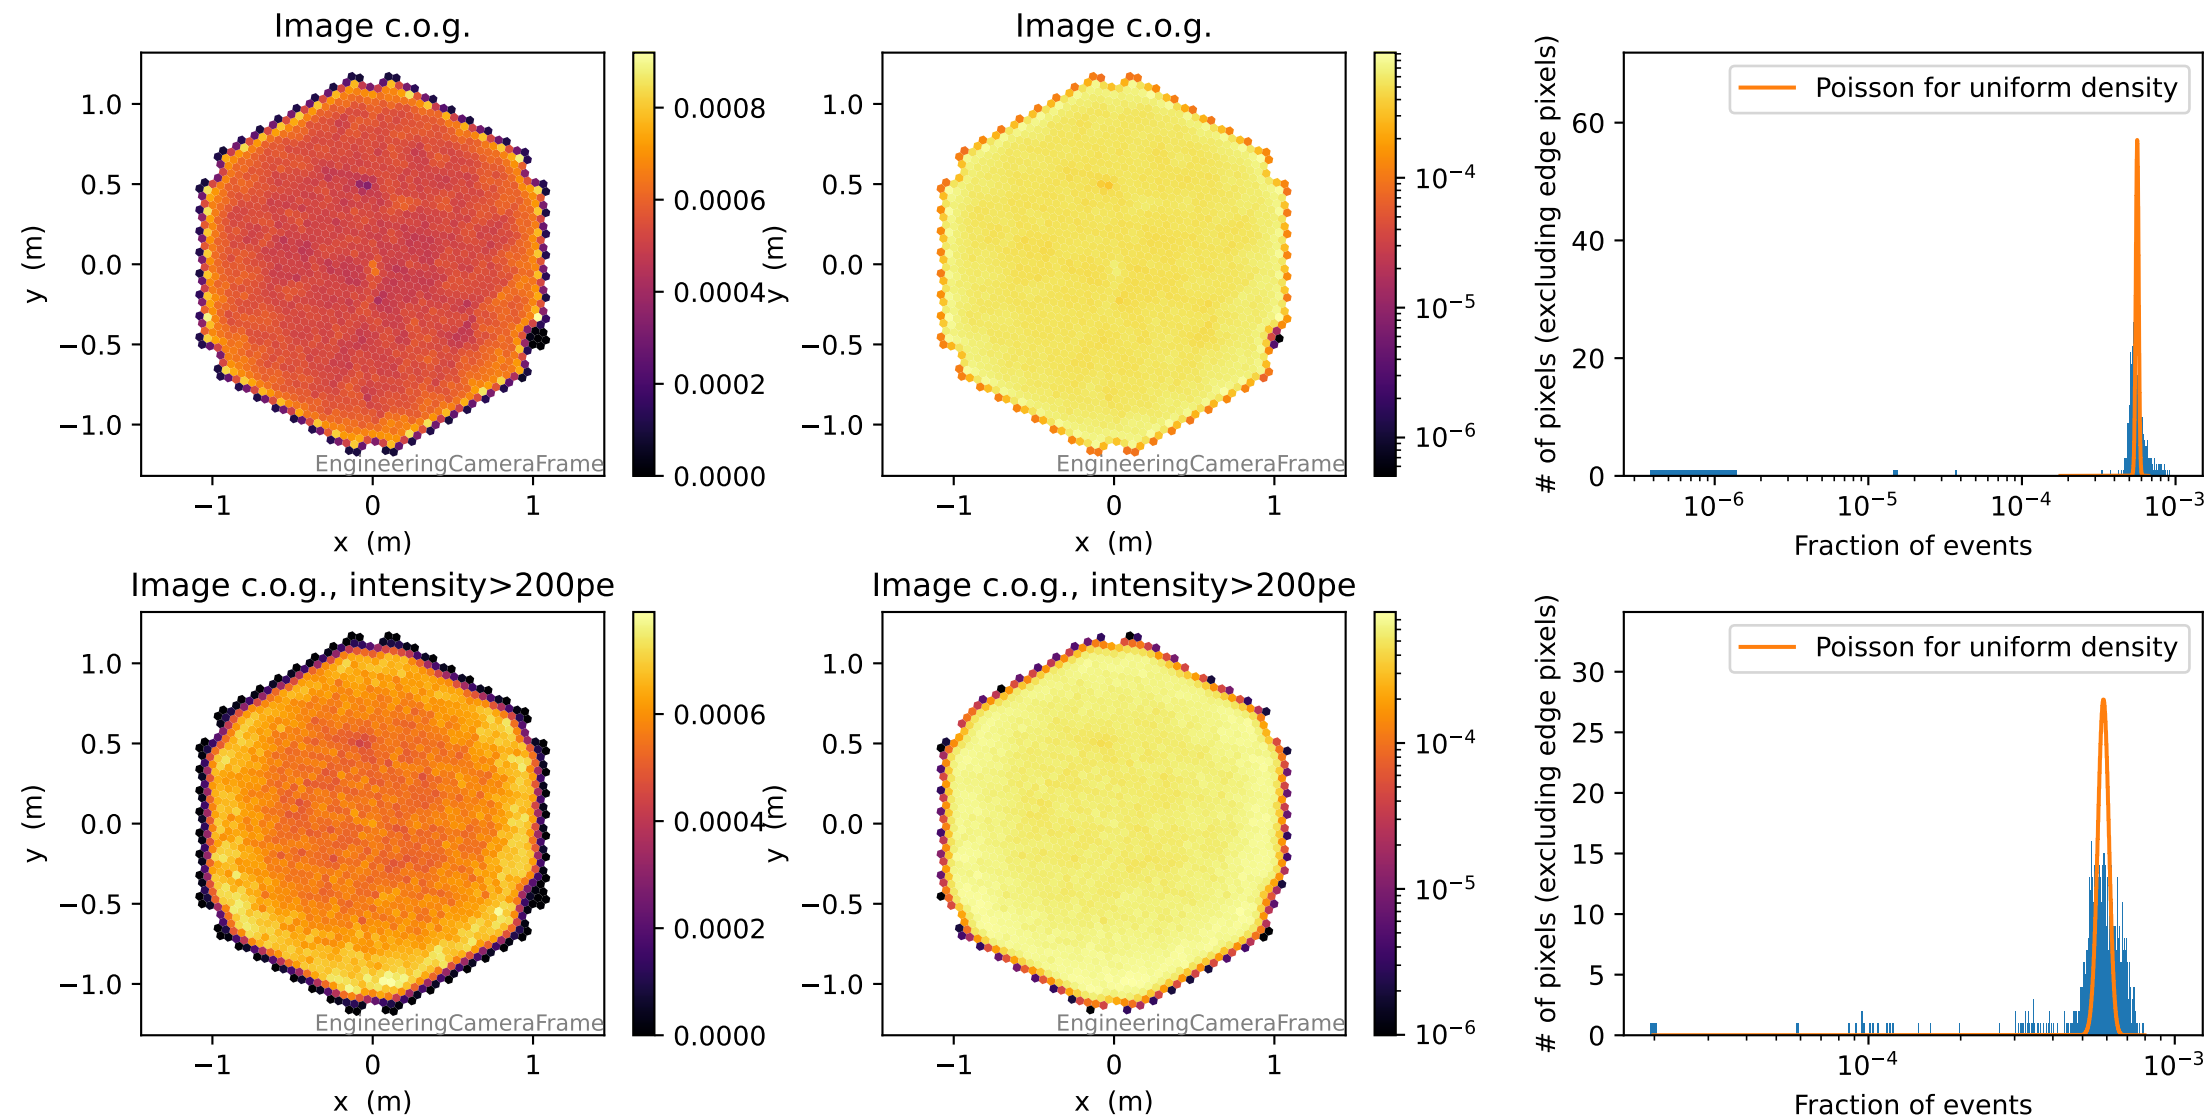 Image c.o.g.
1.0
0.5
0.0
−0.5
−1.0
y (m)
−1
0
1
x (m)
EngineeringCameraFrame
0.0008
0.0006
0.0004
0.0002
0.0000
Image c.o.g.
1.0
0.5
0.0
−0.5
−1.0
y (m)
−1
0
1
x (m)
EngineeringCameraFrame
10⁻⁴
10⁻⁵
10⁻⁶
Poisson for uniform density
# of pixels (excluding edge pixels)
60
40
20
0
10⁻⁶
10⁻⁵
10⁻⁴
10⁻³
Fraction of events
Image c.o.g., intensity>200pe
1.0
0.5
0.0
−0.5
−1.0
y (m)
−1
0
1
x (m)
EngineeringCameraFrame
0.0006
0.0004
0.0002
0.0000
Image c.o.g., intensity>200pe
1.0
0.5
0.0
−0.5
−1.0
y (m)
−1
0
1
x (m)
EngineeringCameraFrame
10⁻⁴
10⁻⁵
10⁻⁶
Poisson for uniform density
# of pixels (excluding edge pixels)
30
25
20
15
10
5
0
10⁻⁴
10⁻³
Fraction of events